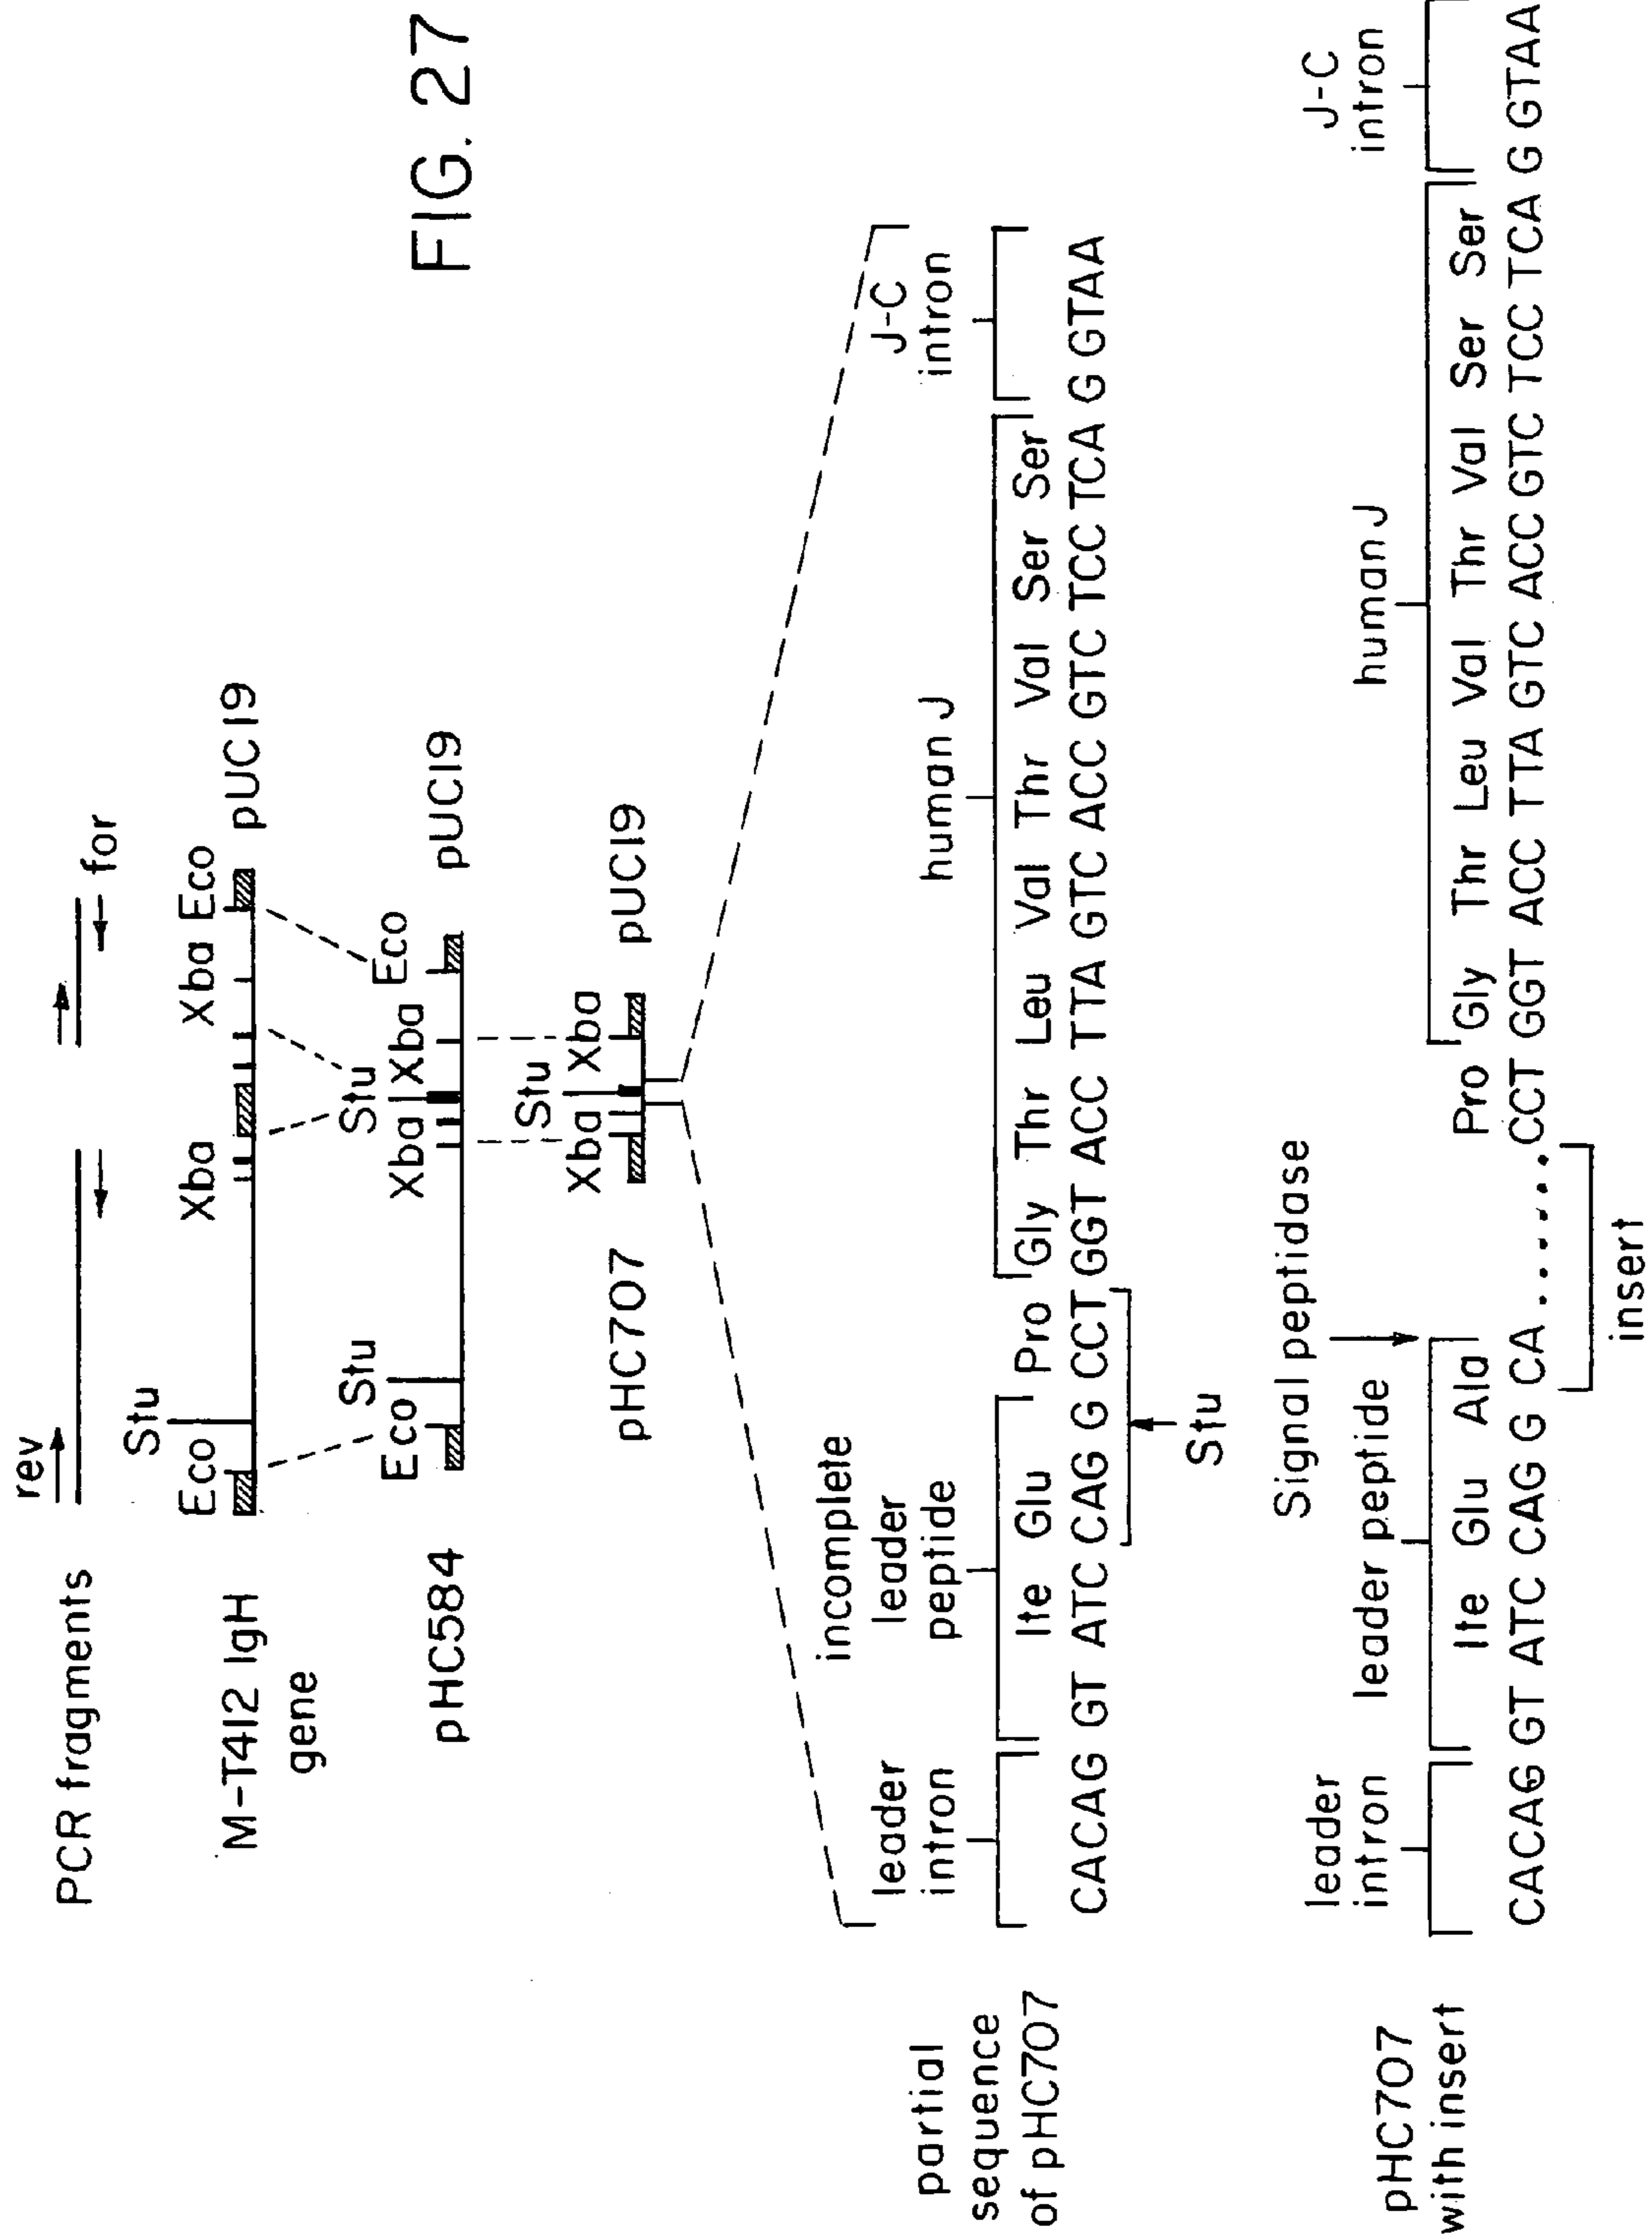 FIG. 27
PCR fragments
rev
for
M-T412 IgH
gene
Eco
Stu
Xba
Xba
Eco
pUC19
pHC584
Eco
Stu
Xba
Stu
Xba
Eco
pUC19
pHC707
Xba
Stu
Xba
pUC19
partial
sequence
of pHC707
leader
intron
incomplete
leader
peptide
human J
J-C
intron
Ite Glu Pro Gly Thr Leu Val Thr Val Ser Ser
CACAG GT ATC CAG G CCT GGT ACC TTA GTC ACC GTC TCC TCA G GTAA
Stu
pHC707
with insert
leader
intron
leader peptide
Signal peptidase
human J
J-C
intron
Ite Glu Ala Pro Gly Thr Leu Val Thr Val Ser Ser
CACAG GT ATC CAG G CA.......CCT GGT ACC TTA GTC ACC GTC TCC TCA G GTAA
insert